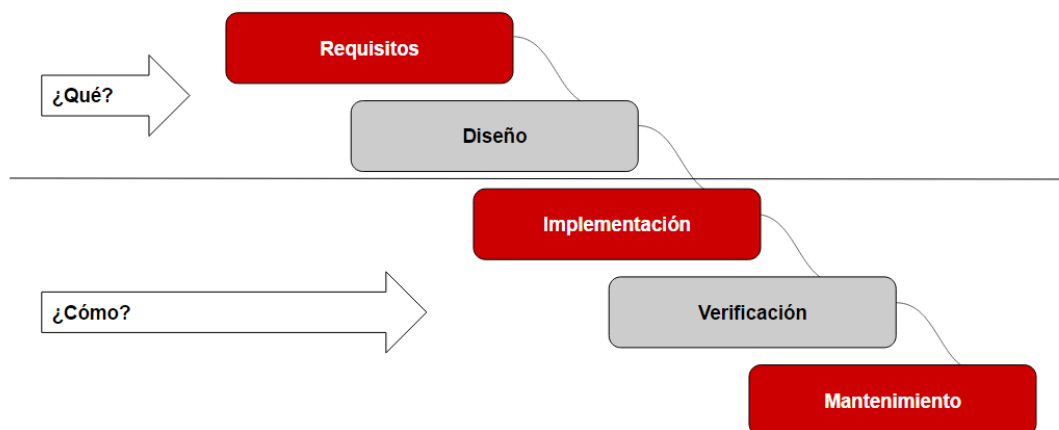 Requisitos
¿Qué?
Diseño
Implementación
¿Cómo?
Verificación
Mantenimiento